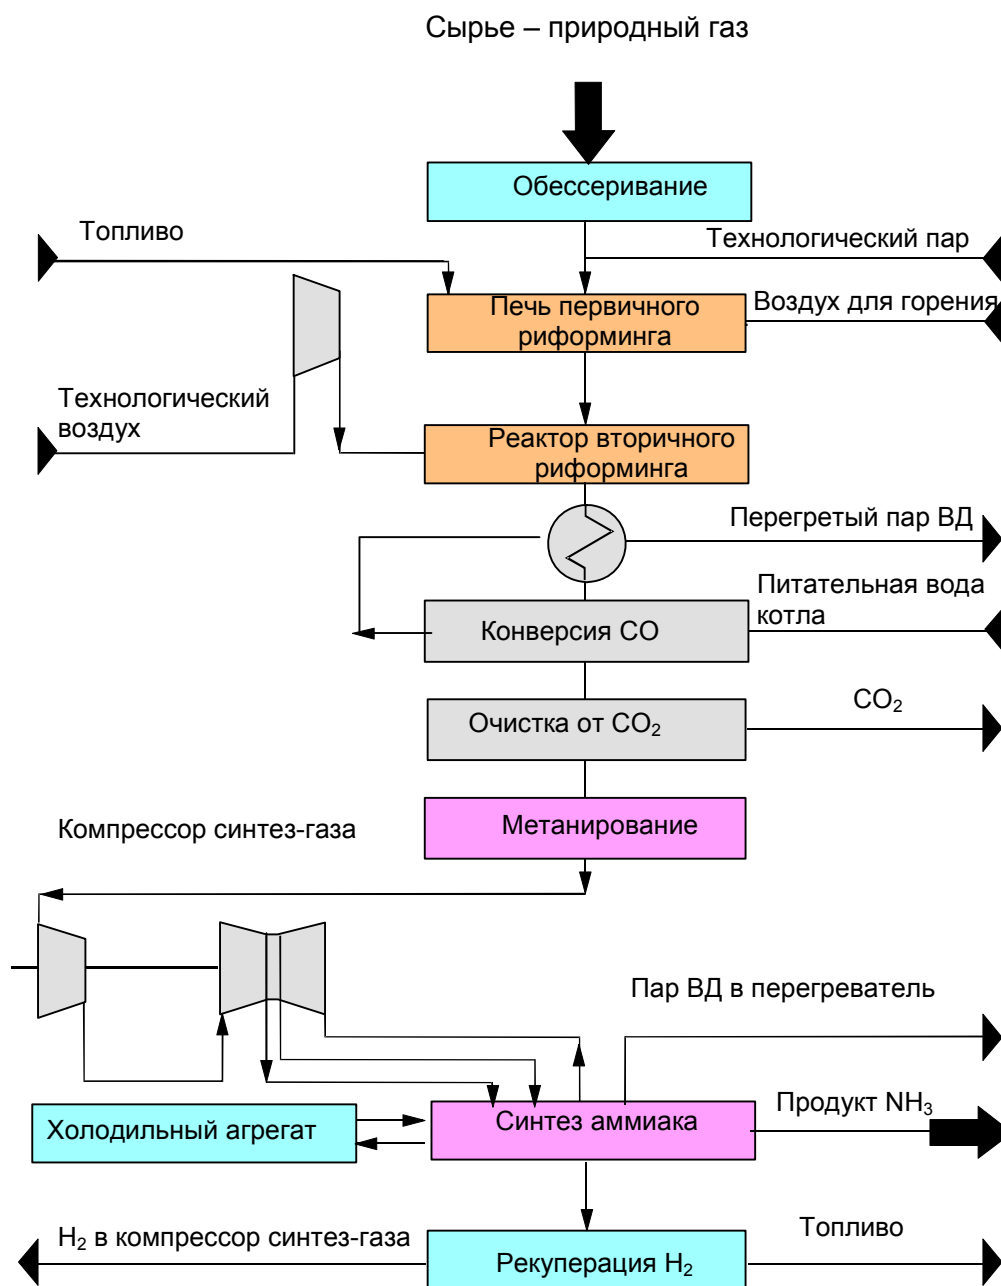 Сырье – природный газ
Обессеривание
Топливо
Технологический пар
Печь первичного
риформинга
Воздух для горения
Технологический
воздух
Реактор вторичного
риформинга
Перегретый пар ВД
Питательная вода
котла
Конверсия СО
CO₂
Очистка от CO₂
Метанирование
Компрессор синтез-газа
Пар ВД в перегреватель
Продукт NH₃
Синтез аммиака
Холодильный агрегат
H₂ в компрессор синтез-газа
Топливо
Рекуперация H₂